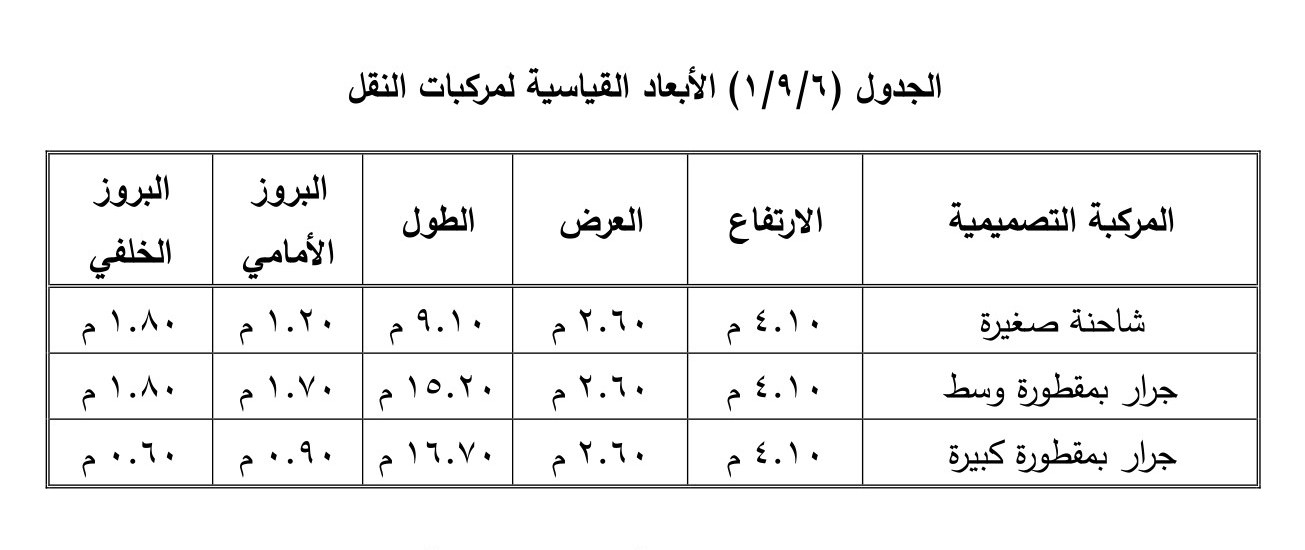 الجدول (١/٩/٦) الأبعاد القياسية لمركبات النقل
المركبة التصميمية الارتفاع العرض الطول البروز الأمامي البروز الخلفي
شاحنة صغيرة ٤.١٠ م ٢.٦٠ م ٩.١٠ م ١.٢٠ م ١.٨٠ م
جرار بمقطورة وسط ٤.١٠ م ٢.٦٠ م ١٥.٢٠ م ١.٧٠ م ١.٨٠ م
جرار بمقطورة كبيرة ٤.١٠ م ٢.٦٠ م ١٦.٧٠ م ٠.٩٠ م ٠.٦٠ م